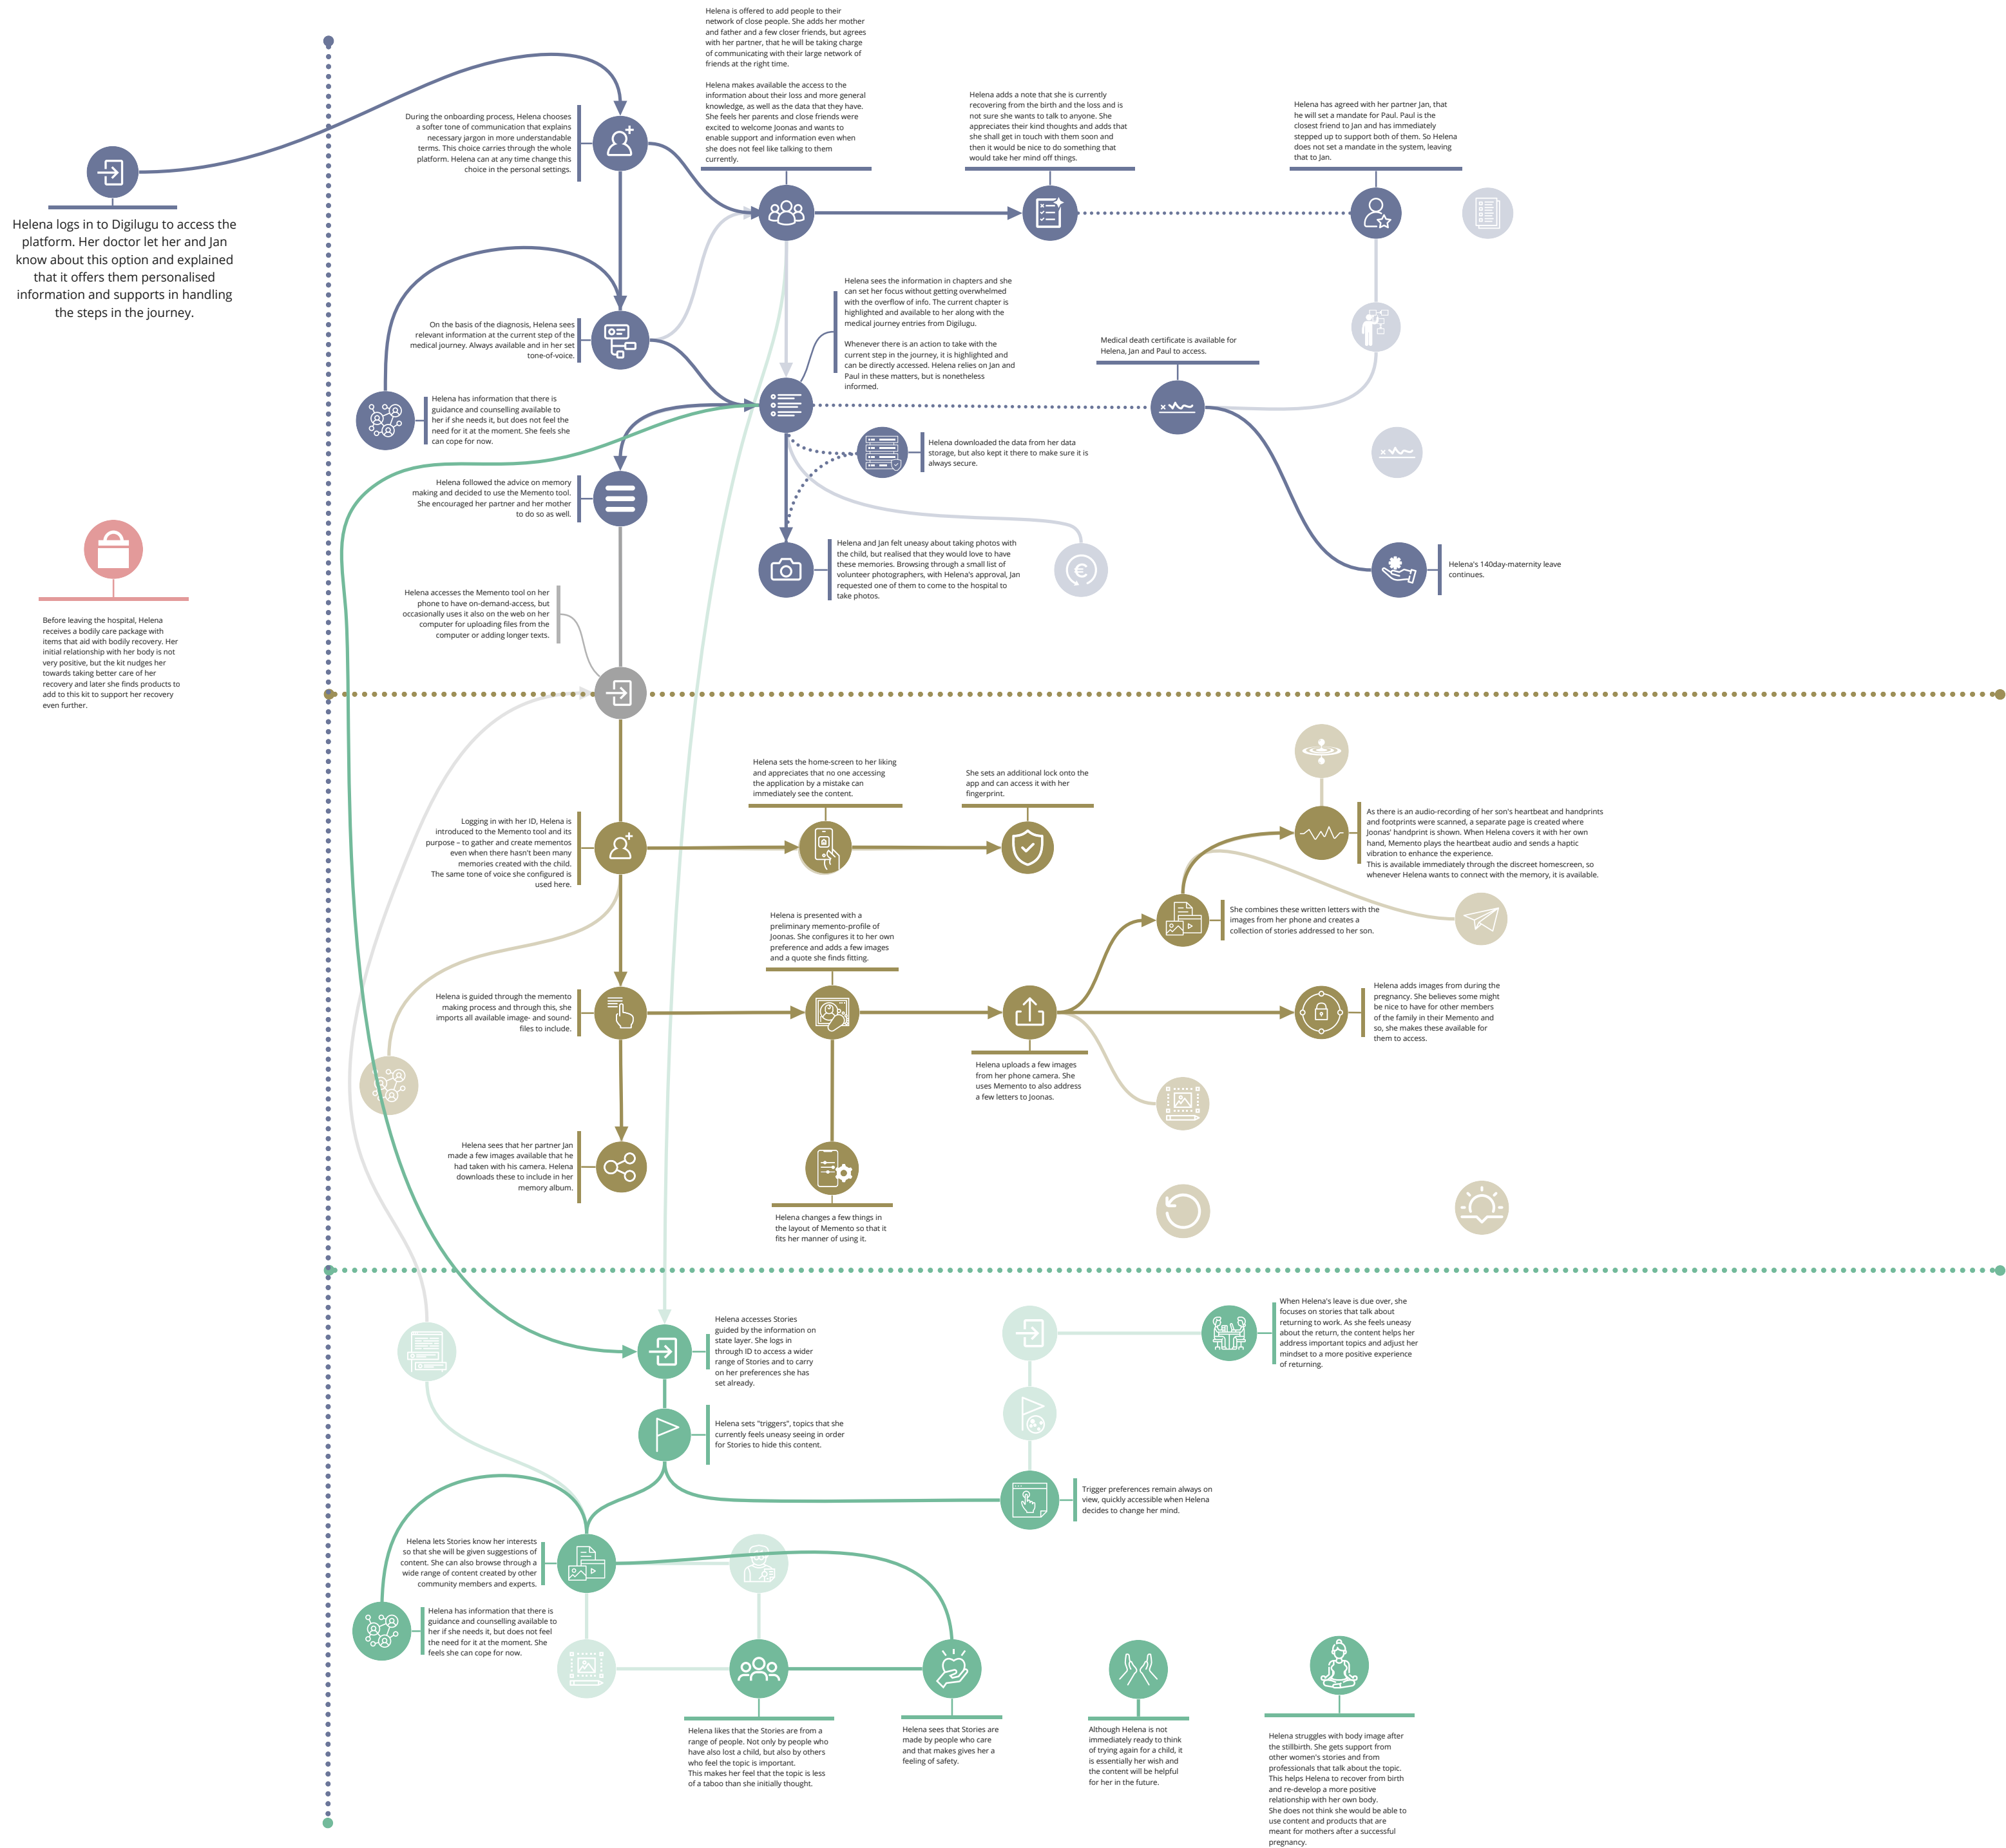 Helena logs in to Digilugu to access the
platform. Her doctor let her and Jan
know about this option and explained
that it offers them personalised
information and supports in handling
the steps in the journey.
During the onboarding process, Helena chooses
a softer tone of communication that explains
necessary jargon in more understandable
terms. This choice carries through the whole
platform. Helena can at any time change this
choice in the personal settings.
Helena is offered to add people to their
network of close people. She adds her mother
and father and a few closer friends, but agrees
with her partner, that he will be taking charge
of communicating with their large network of
friends at the right time.
Helena makes available the access to the
information about their loss and more general
knowledge, as well as the data that they have.
She feels her parents and close friends were
excited to welcome Joonas and wants to
enable support and information even when
she does not feel like talking to them
currently.
Helena adds a note that she is currently
recovering from the birth and the loss and is
not sure she wants to talk to anyone. She
appreciates their kind thoughts and adds that
she shall get in touch with them soon and
then it would be nice to do something that
would take her mind off things.
Helena has agreed with her partner Jan, that
he will set a mandate for Paul. Paul is the
closest friend to Jan and has immediately
stepped up to support both of them. So Helena
does not set a mandate in the system, leaving
that to Jan.
On the basis of the diagnosis, Helena sees
relevant information at the current step of the
medical journey. Always available and in her set
tone-of-voice.
Helena sees the information in chapters and she
can set her focus without getting overwhelmed
with the overflow of info. The current chapter is
highlighted and available to her along with the
medical journey entries from Digilugu.
Whenever there is an action to take with the
current step in the journey, it is highlighted and
can be directly accessed. Helena relies on Jan and
Paul in these matters, but is nonetheless
informed.
Medical death certificate is available for
Helena, Jan and Paul to access.
Helena has information that there is
guidance and counselling available to
her if she needs it, but does not feel the
need for it at the moment. She feels she
can cope for now.
Helena downloaded the data from her data
storage, but also kept it there to make sure it is
always secure.
Helena followed the advice on memory
making and decided to use the Memento tool.
She encouraged her partner and her mother
to do so as well.
Helena and Jan felt uneasy about taking photos with
the child, but realised that they would love to have
these memories. Browsing through a small list of
volunteer photographers, with Helena's approval, Jan
requested one of them to come to the hospital to
take photos.
Helena's 140day-maternity leave
continues.
Helena accesses the Memento tool on her
phone to have on-demand-access, but
occasionally uses it also on the web on her
computer for uploading files from the
computer or adding longer texts.
Before leaving the hospital, Helena
receives a bodily care package with
items that aid with bodily recovery. Her
initial relationship with her body is not
very positive, but the kit nudges her
towards taking better care of her
recovery and later she finds products to
add to this kit to support her recovery
even further.
Logging in with her ID, Helena is
introduced to the Memento tool and its
purpose – to gather and create mementos
even when there hasn't been many
memories created with the child.
The same tone of voice she configured is
used here.
Helena sets the home-screen to her liking
and appreciates that no one accessing
the application by a mistake can
immediately see the content.
She sets an additional lock onto the
app and can access it with her
fingerprint.
As there is an audio-recording of her son's heartbeat and handprints
and footprints were scanned, a separate page is created where
Joonas' handprint is shown. When Helena covers it with her own
hand, Memento plays the heartbeat audio and sends a haptic
vibration to enhance the experience.
This is available immediately through the discreet homescreen, so
whenever Helena wants to connect with the memory, it is available.
She combines these written letters with the
images from her phone and creates a
collection of stories addressed to her son.
Helena is presented with a
preliminary memento-profile of
Joonas. She configures it to her own
preference and adds a few images
and a quote she finds fitting.
Helena is guided through the memento
making process and through this, she
imports all available image- and sound-
files to include.
Helena adds images from during the
pregnancy. She believes some might
be nice to have for other members
of the family in their Memento and
so, she makes these available for
them to access.
Helena uploads a few images
from her phone camera. She
uses Memento to also address
a few letters to Joonas.
Helena sees that her partner Jan
made a few images available that he
had taken with his camera. Helena
downloads these to include in her
memory album.
Helena changes a few things in
the layout of Memento so that it
fits her manner of using it.
Helena accesses Stories
guided by the information on
state layer. She logs in
through ID to access a wider
range of Stories and to carry
on her preferences she has
set already.
When Helena's leave is due over, she
focuses on stories that talk about
returning to work. As she feels uneasy
about the return, the content helps her
address important topics and adjust her
mindset to a more positive experience
of returning.
Helena sets "triggers", topics that she
currently feels uneasy seeing in order
for Stories to hide this content.
Trigger preferences remain always on
view, quickly accessible when Helena
decides to change her mind.
Helena lets Stories know her interests
so that she will be given suggestions of
content. She can also browse through a
wide range of content created by other
community members and experts.
Helena has information that there is
guidance and counselling available to
her if she needs it, but does not feel
the need for it at the moment. She
feels she can cope for now.
Helena likes that the Stories are from a
range of people. Not only by people who
have also lost a child, but also by others
who feel the topic is important.
This makes her feel that the topic is less
of a taboo than she initially thought.
Helena sees that Stories are
made by people who care
and that makes gives her a
feeling of safety.
Although Helena is not
immediately ready to think
of trying again for a child, it
is essentially her wish and
the content will be helpful
for her in the future.
Helena struggles with body image after
the stillbirth. She gets support from
other women's stories and from
professionals that talk about the topic.
This helps Helena to recover from birth
and re-develop a more positive
relationship with her own body.
She does not think she would be able to
use content and products that are
meant for mothers after a successful
pregnancy.